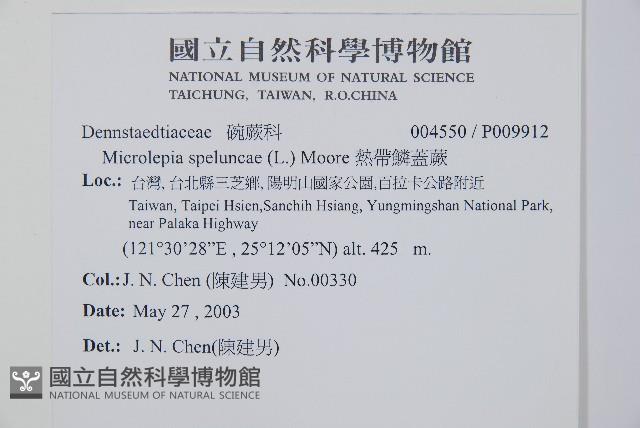 國立自然科學博物館
NATIONAL MUSEUM OF NATURAL SCIENCE
TAICHUNG, TAIWAN, R.O.CHINA
Dennstaedtiaceae 碗蕨科 004550 / P009912
Microlepia speluncae (L.) Moore 熱帶鱗蓋蕨
Loc.: 台灣, 台北縣三芝鄉, 陽明山國家公園,百拉卡公路附近
Taiwan, Taipei Hsien,Sanchih Hsiang, Yungmingshan National Park,
near Palaka Highway
(121°30’28”E , 25°12’05”N) alt. 425 m.
Col.:J. N. Chen (陳建男) No.00330
Date: May 27 , 2003
Det.: J. N. Chen(陳建男)
國立自然科學博物館
NATIONAL MUSEUM OF NATURAL SCIENCE